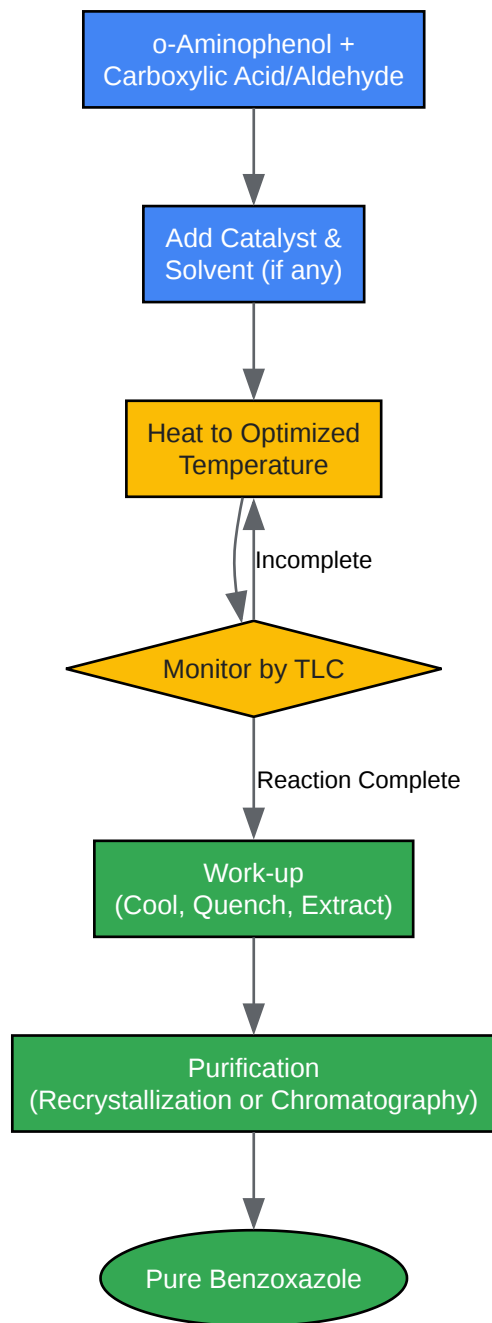 o-Aminophenol +
Carboxylic Acid/Aldehyde
Add Catalyst &
Solvent (if any)
Heat to Optimized
Temperature
Incomplete
Monitor by TLC
Reaction Complete
Work-up
(Cool, Quench, Extract)
Purification
(Recrystallization or Chromatography)
Pure Benzoxazole